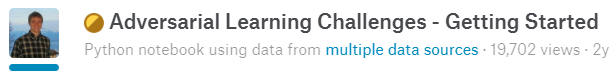 Adversarial Learning Challenges - Getting Started
Python notebook using data from multiple data sources · 19,702 views · 2y